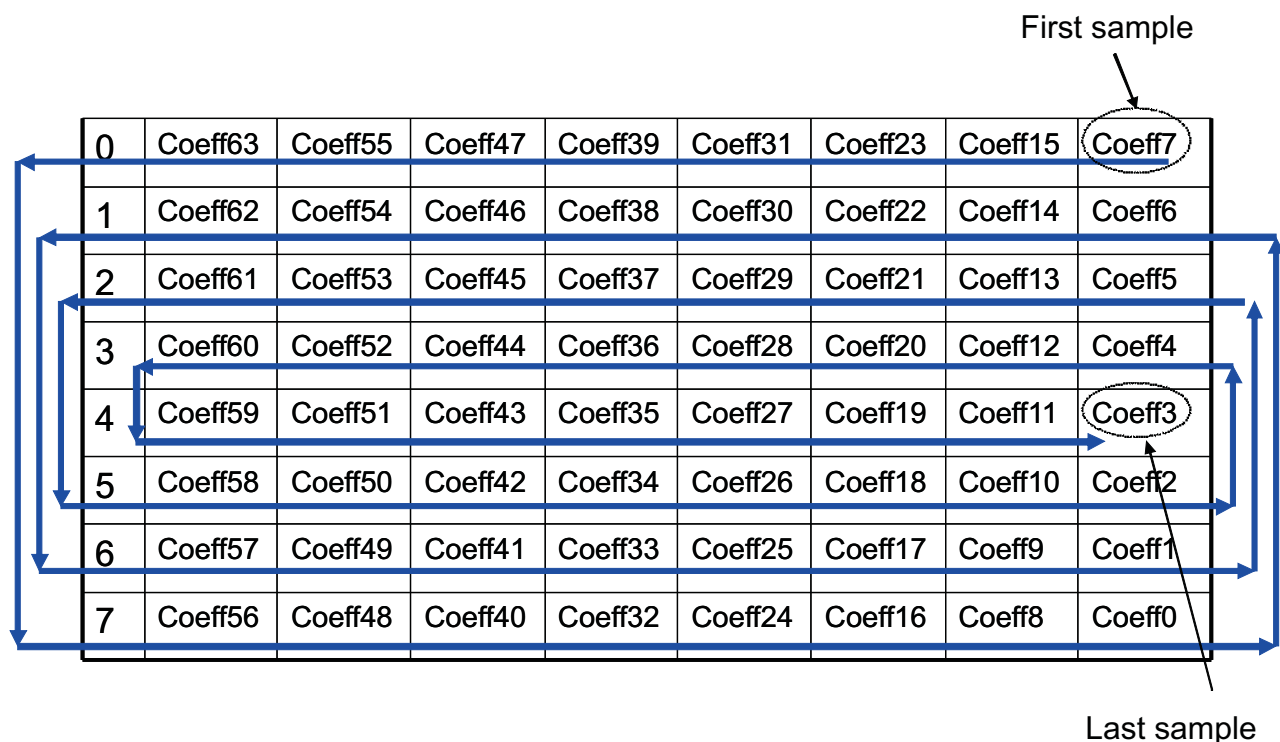 First sample
0 Coeff63 Coeff55 Coeff47 Coeff39 Coeff31 Coeff23 Coeff15 Coeff7
1 Coeff62 Coeff54 Coeff46 Coeff38 Coeff30 Coeff22 Coeff14 Coeff6
2 Coeff61 Coeff53 Coeff45 Coeff37 Coeff29 Coeff21 Coeff13 Coeff5
3 Coeff60 Coeff52 Coeff44 Coeff36 Coeff28 Coeff20 Coeff12 Coeff4
4 Coeff59 Coeff51 Coeff43 Coeff35 Coeff27 Coeff19 Coeff11 Coeff3
5 Coeff58 Coeff50 Coeff42 Coeff34 Coeff26 Coeff18 Coeff10 Coeff2
6 Coeff57 Coeff49 Coeff41 Coeff33 Coeff25 Coeff17 Coeff9 Coeff1
7 Coeff56 Coeff48 Coeff40 Coeff32 Coeff24 Coeff16 Coeff8 Coeff0
Last sample